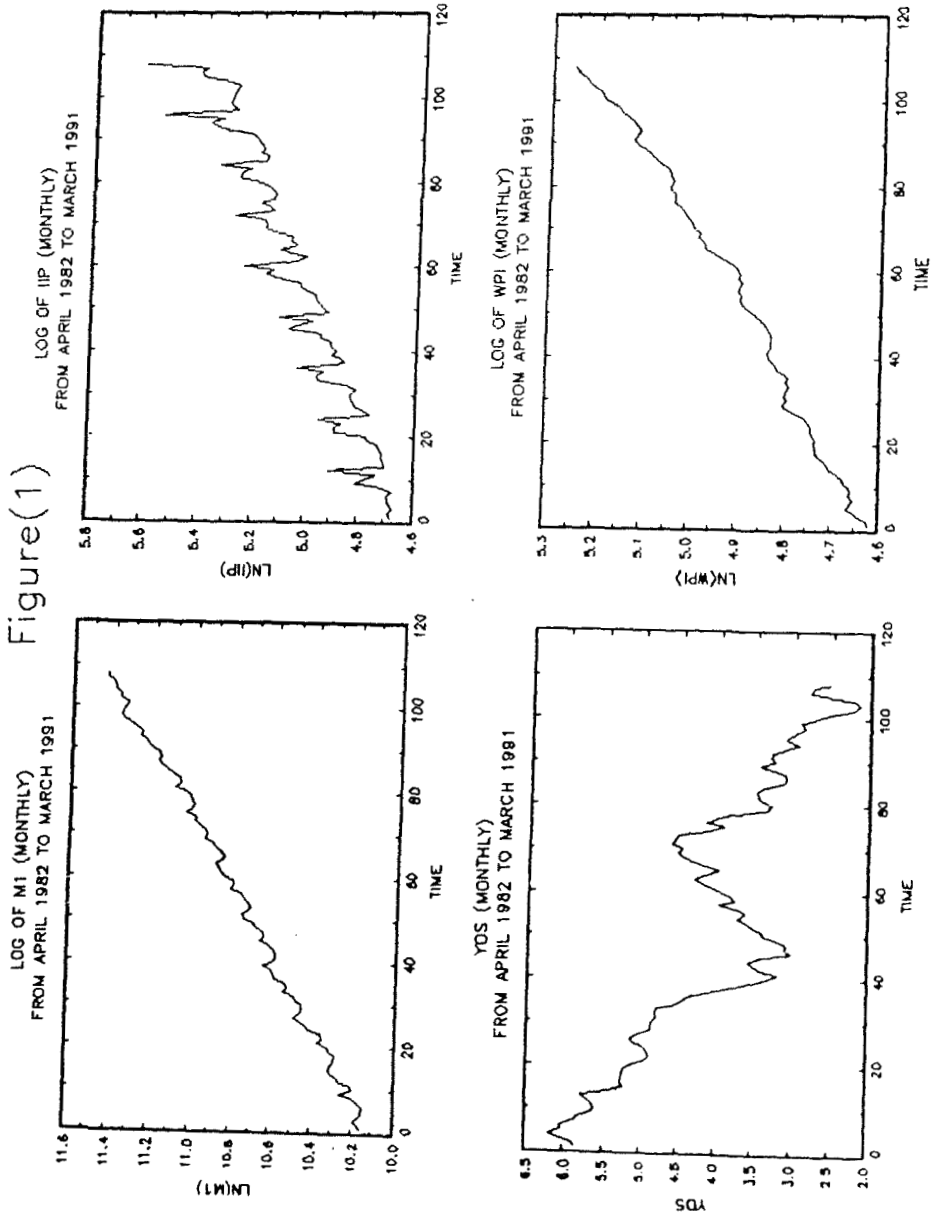 Figure(1)
LOG OF M1 (MONTHLY)
FROM APRIL 1982 TO MARCH 1991
LN(M1)
11.6
11.4
11.2
11.0
10.8
10.6
10.4
10.2
10.0
0 20 40 60 80 100 120
TIME
LOG OF IIP (MONTHLY)
FROM APRIL 1982 TO MARCH 1991
LN(IIP)
5.8
5.6
5.4
5.2
5.0
4.8
4.6
0 20 40 60 80 100 120
TIME
YDS (MONTHLY)
FROM APRIL 1982 TO MARCH 1991
YDS
6.5
6.0
5.5
5.0
4.5
4.0
3.5
3.0
2.5
2.0
0 20 40 60 80 100 120
TIME
LOG OF WPI (MONTHLY)
FROM APRIL 1982 TO MARCH 1991
LN(WPI)
5.3
5.2
5.1
5.0
4.9
4.8
4.7
4.6
0 20 40 60 80 100 120
TIME